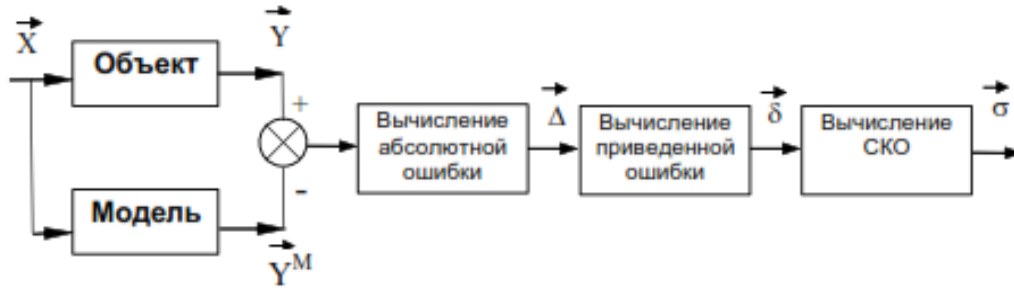 X
Объект
Y
+
-
Модель
Y^M
Вычисление
абсолютной
ошибки
Δ
Вычисление
приведенной
ошибки
δ
Вычисление
СКО
σ